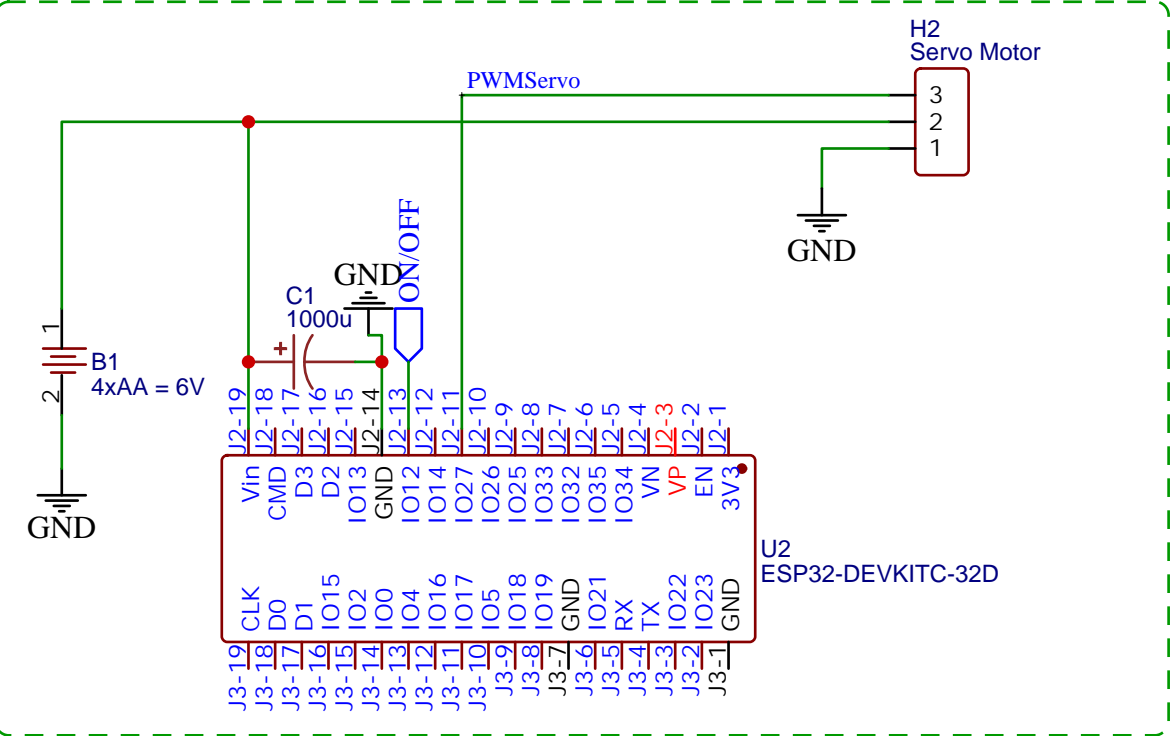 H2
Servo Motor
PWMServo
3
2
1
GND
ON/OFF
GND
C1
1000u
+
1
B1
4xAA = 6V
2
GND
J2-19
J2-18
J2-17
J2-16
J2-15
J2-14
J2-13
J2-12
J2-11
J2-10
J2-9
J2-8
J2-7
J2-6
J2-5
J2-4
J2-3
J2-2
J2-1
Vin
CMD
D3
D2
IO13
GND
IO12
IO14
IO27
IO26
IO25
IO33
IO32
IO35
IO34
VN
VP
EN
3V3
U2
ESP32-DEVKITC-32D
CLK
D0
D1
IO15
IO2
IO0
IO4
IO16
IO17
IO5
IO18
IO19
GND
IO21
RX
TX
IO22
IO23
GND
J3-19
J3-18
J3-17
J3-16
J3-15
J3-14
J3-13
J3-12
J3-11
J3-10
J3-9
J3-8
J3-7
J3-6
J3-5
J3-4
J3-3
J3-2
J3-1